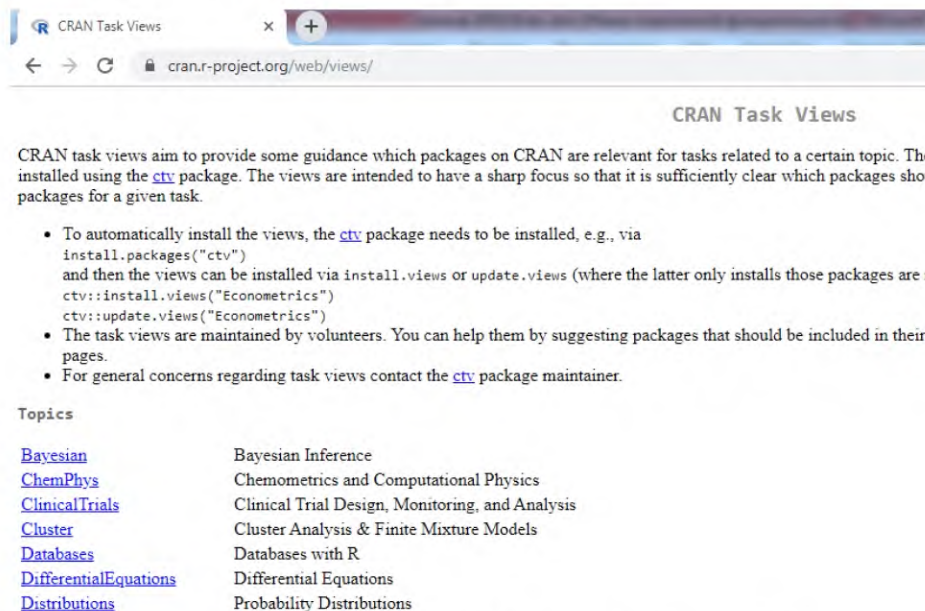 CRAN Task Views
cran.r-project.org/web/views/
CRAN Task Views
CRAN task views aim to provide some guidance which packages on CRAN are relevant for tasks related to a certain topic.
installed using the ctv package. The views are intended to have a sharp focus so that it is sufficiently clear which packages
packages for a given task.
• To automatically install the views, the ctv package needs to be installed, e.g., via
install.packages("ctv")
and then the views can be installed via install.views or update.views (where the latter only installs those packages are
ctv::install.views("Econometrics")
ctv::update.views("Econometrics")
• The task views are maintained by volunteers. You can help them by suggesting packages that should be included in their
pages.
• For general concerns regarding task views contact the ctv package maintainer.
Topics
Bayesian Bayesian Inference
ChemPhys Chemometrics and Computational Physics
ClinicalTrials Clinical Trial Design, Monitoring, and Analysis
Cluster Cluster Analysis & Finite Mixture Models
Databases Databases with R
DifferentialEquations Differential Equations
Distributions Probability Distributions